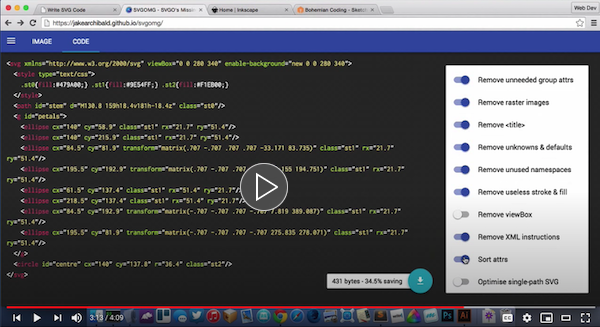 Write SVG Code
SVGOMG - SVGO's Missi
Home | Inkscape
Bohemian Coding - Sketch
Web Dev
https://jakearchibald.github.io/svgomg/
IMAGE
CODE
<svg xmlns="http://www.w3.org/2000/svg" viewBox="0 0 280 340" enable-background="new 0 0 280 340">
<style type="text/css">
.st0{fill:#479A00;} .st1{fill:#9E54FF;} .st2{fill:#F1EB00;}
</style>
<path id="stem" d="M130.8 159h18.4v181h-18.4z" class="st0"/>
<g id="petals">
<ellipse cx="140" cy="58.9" class="st1" rx="21.7" ry="51.4"/>
<ellipse cx="140" cy="215.9" class="st1" rx="21.7" ry="51.4"/>
<ellipse cx="84.5" cy="81.9" transform="matrix(.707 -.707 .707 .707 -33.171 83.735)" class="st1" rx="21.7"
ry="51.4"/>
<ellipse cx="195.5" cy="192.9" transform="matrix(.707 155 194.751)" class="st1" rx="21.7"
ry="51.4"/>
<ellipse cx="61.5" cy="137.4" class="st1" rx="51.4" ry="21.7"/>
<ellipse cx="218.5" cy="137.4" class="st1" rx="51.4" ry="21.7"/>
<ellipse cx="84.5" cy="192.9" transform="matrix(-.707 -.707 .707 -.707 7.819 389.087)" class="st1" rx="21.7"
ry="51.4"/>
<ellipse cx="195.5" cy="81.9" transform="matrix(-.707 -.707 .707 -.707 275.835 278.071)" class="st1" rx="21.7"
ry="51.4"/>
</g>
<circle id="centre" cx="140" cy="137.8" r="36.4" class="st2"/>
</svg>
Remove unneeded group attrs
Remove raster images
Remove <title>
Remove unknowns & defaults
Remove unused namespaces
Remove useless stroke & fill
Remove viewBox
Remove XML instructions
Sort attrs
Optimise single-path SVG
431 bytes - 34.5% saving
3:13 / 4:09